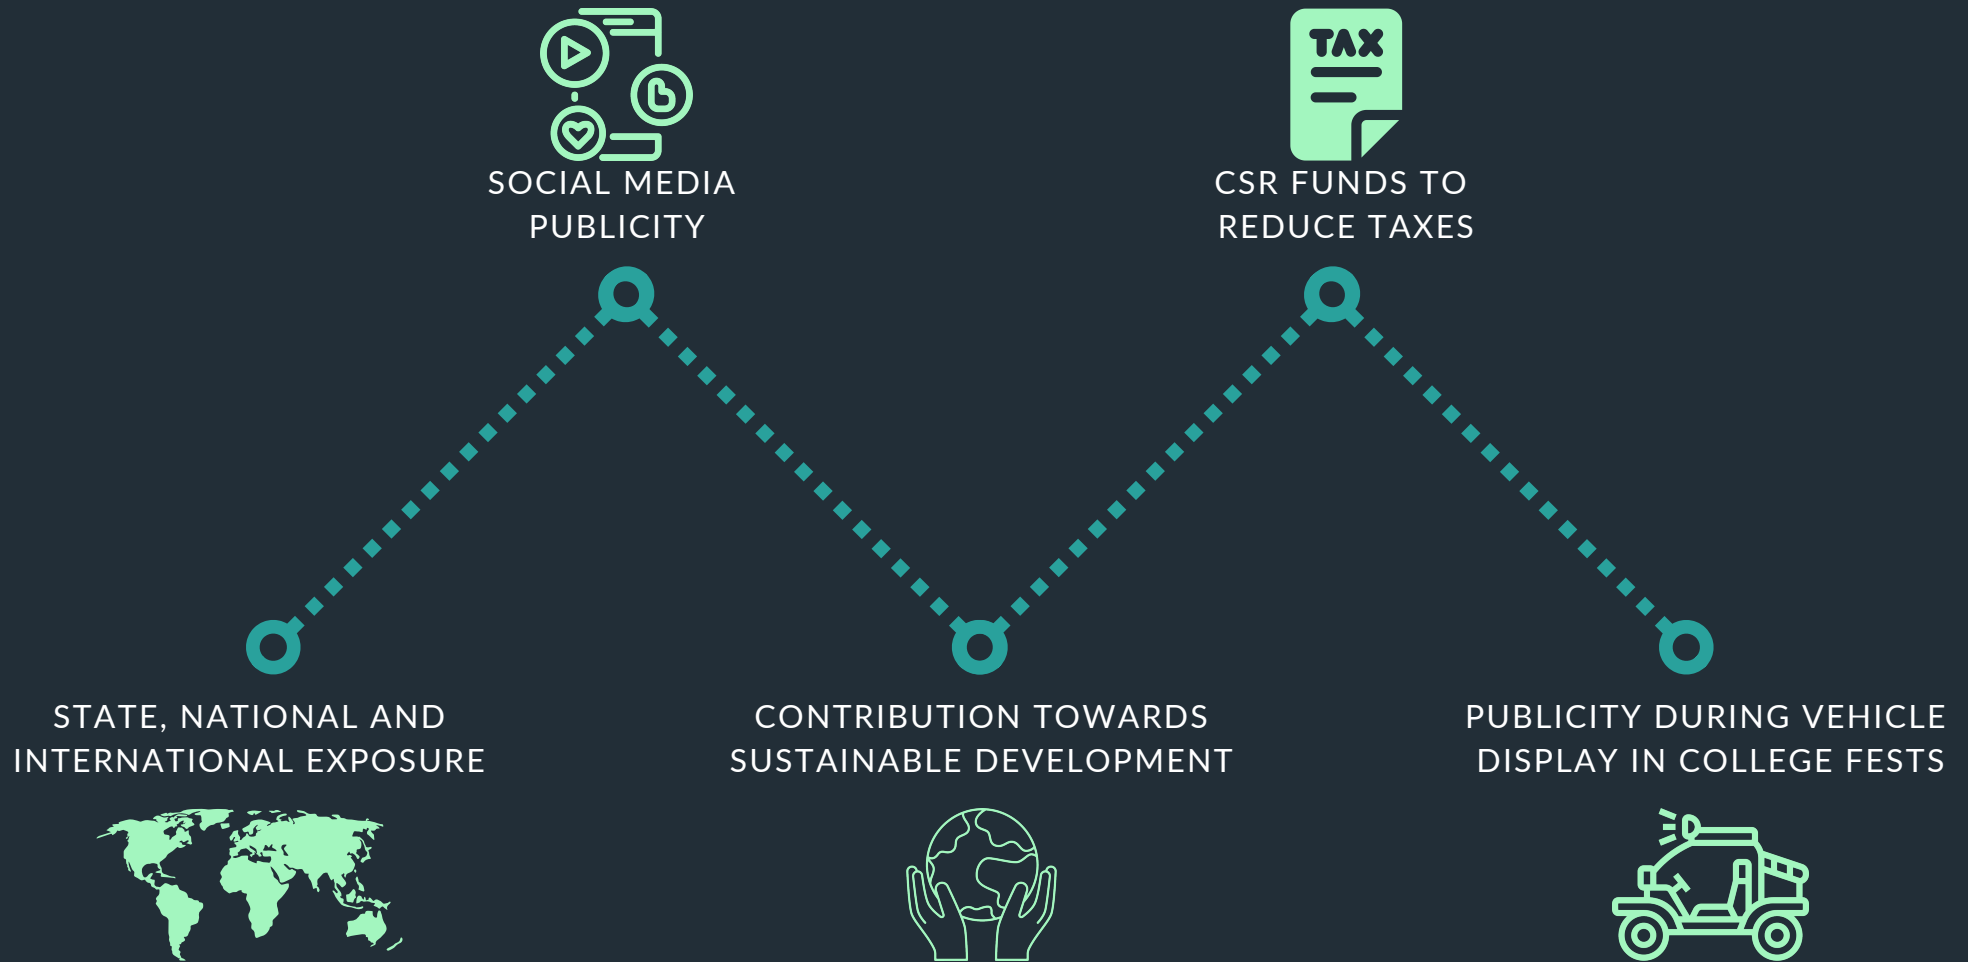 TAX
SOCIAL MEDIA
PUBLICITY
CSR FUNDS TO
REDUCE TAXES
STATE, NATIONAL AND
INTERNATIONAL EXPOSURE
CONTRIBUTION TOWARDS
SUSTAINABLE DEVELOPMENT
PUBLICITY DURING VEHICLE
DISPLAY IN COLLEGE FESTS